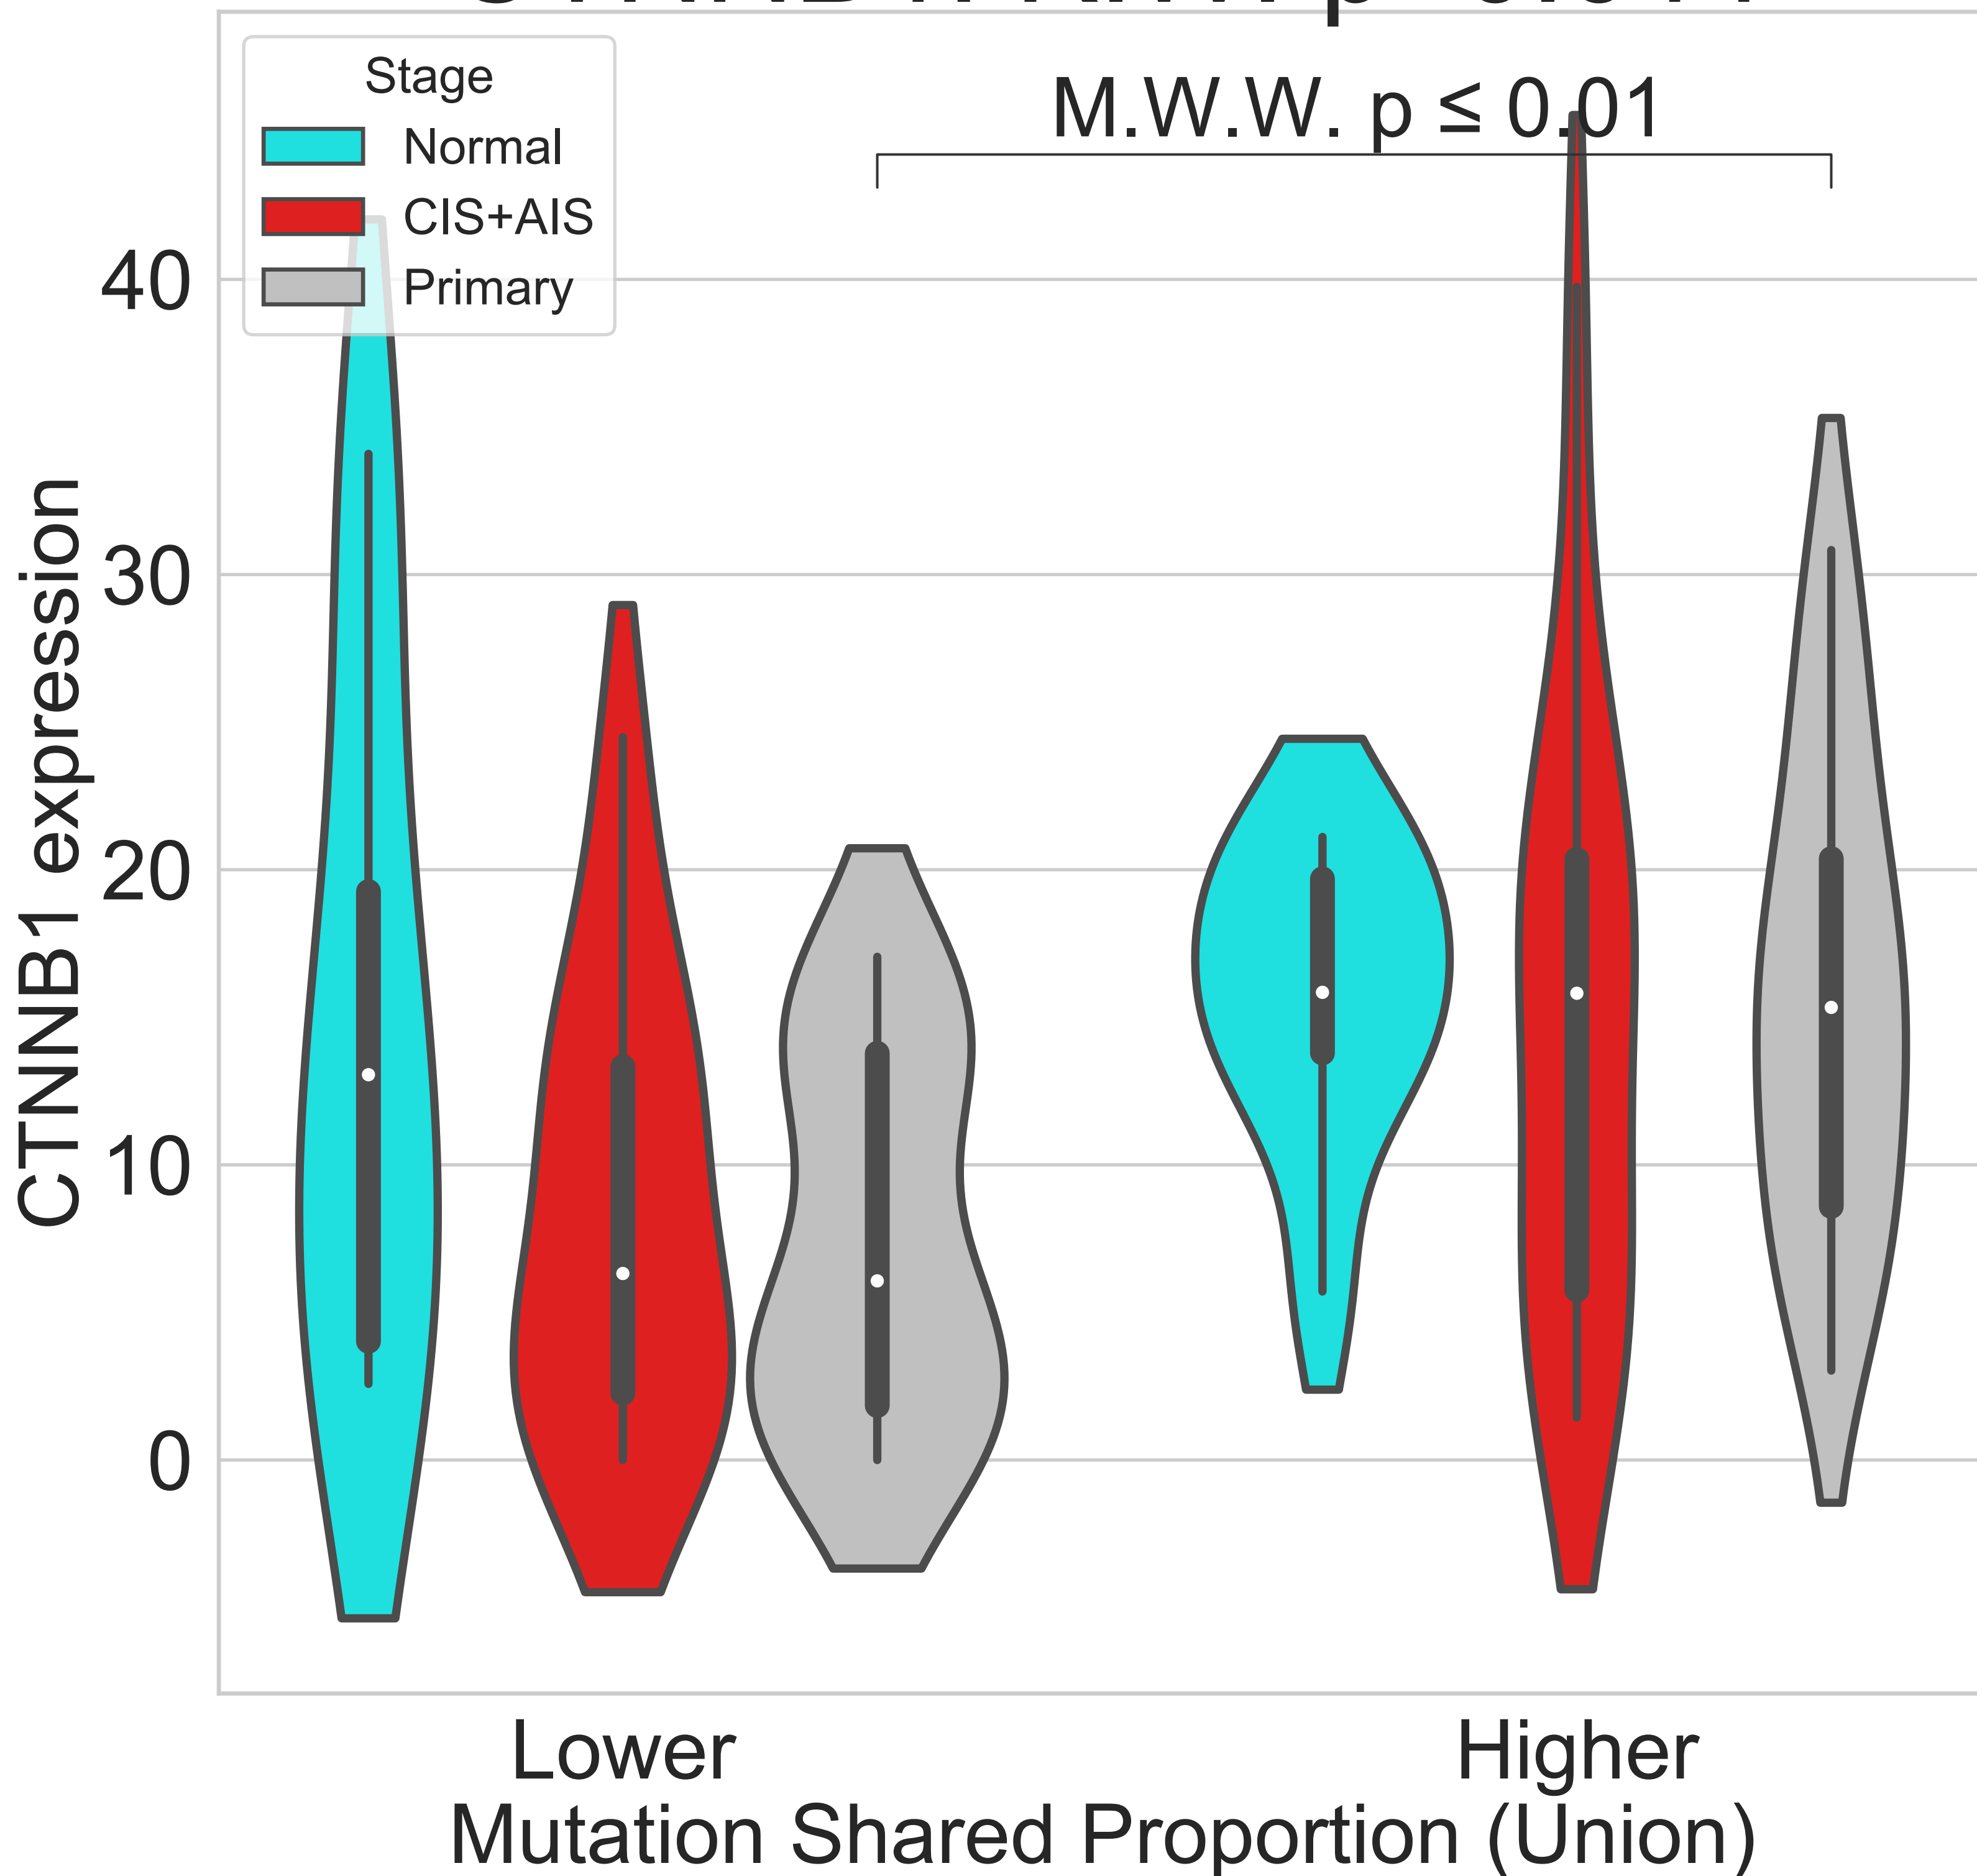 M.W.W. p ≤ 0.01
Stage
Normal
CIS+AIS
Primary
40
30
20
10
0
CTNNB1 expression
Lower
Higher
Mutation Shared Proportion (Union)